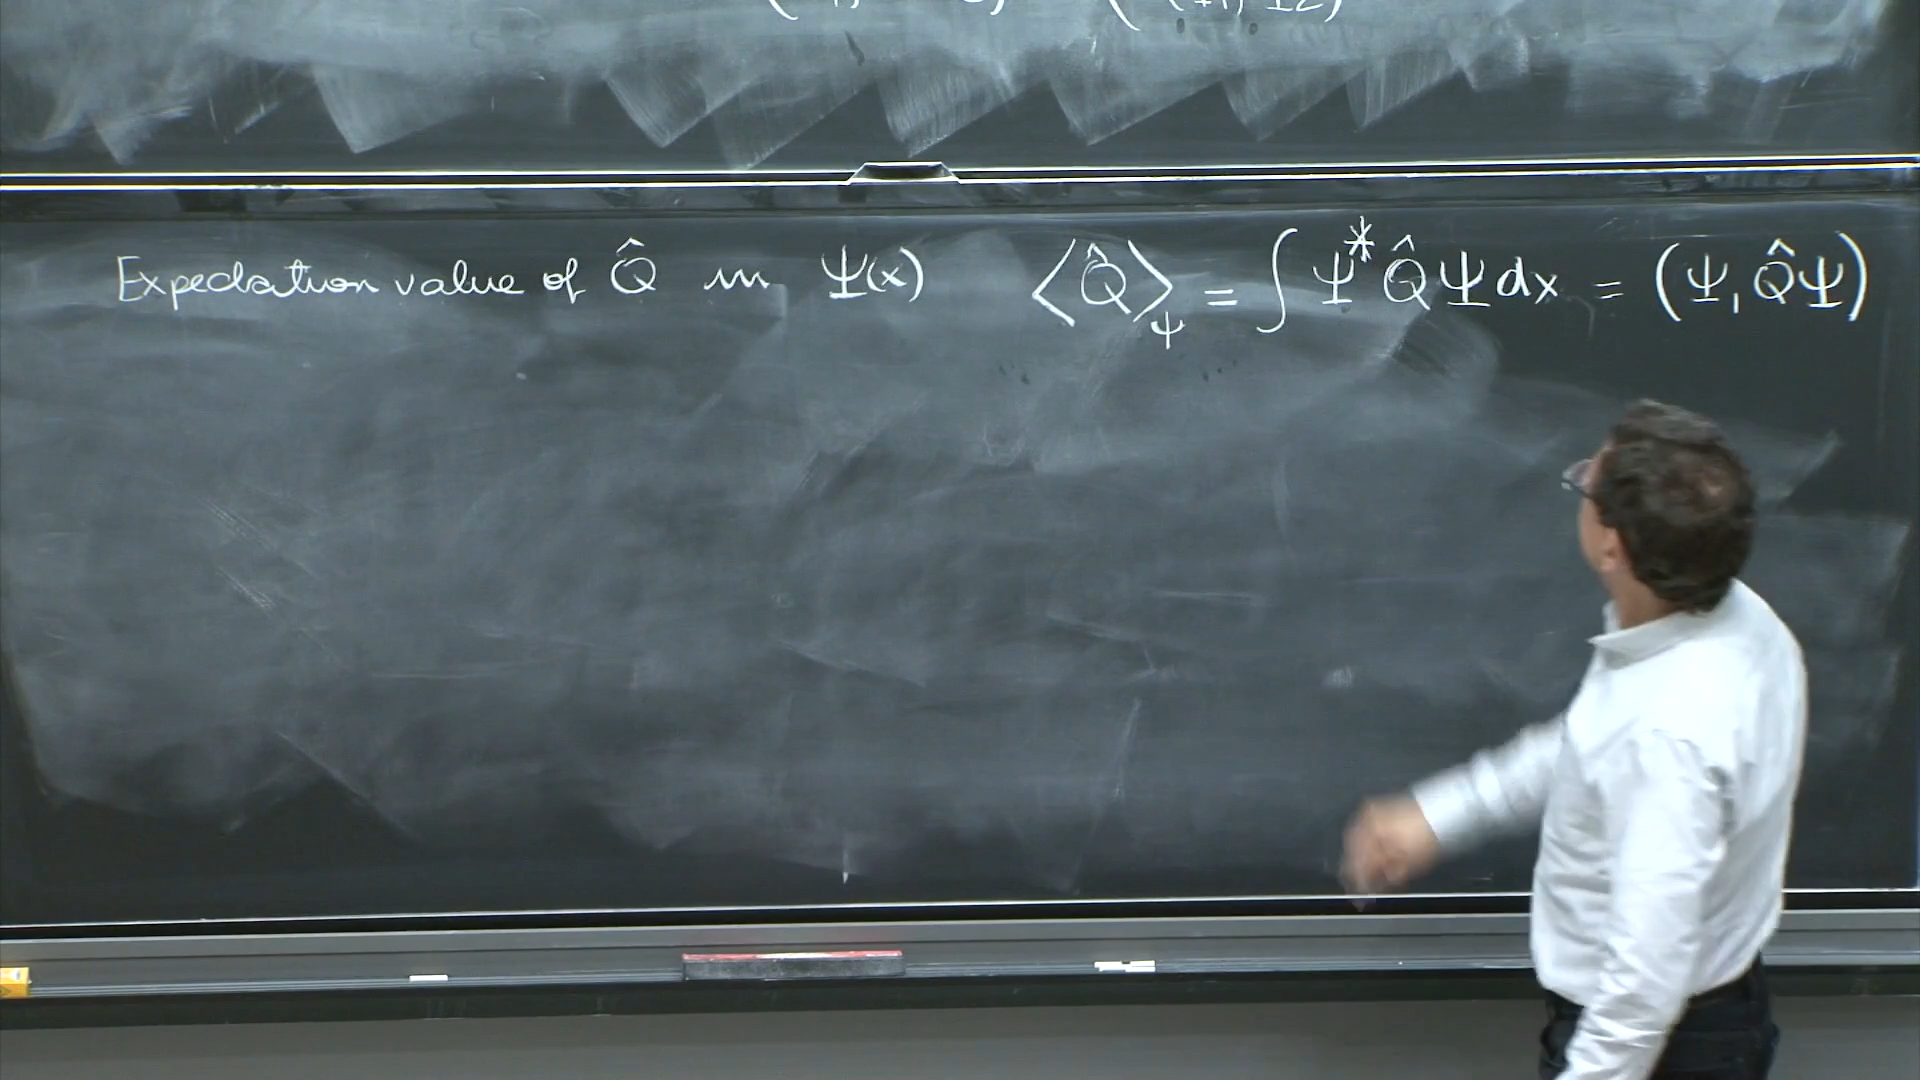 Expectation value of Q̂ in Ψ(x) ⟨Q̂⟩_Ψ = ∫ Ψ* Q̂ Ψ dx = (Ψ, Q̂Ψ)